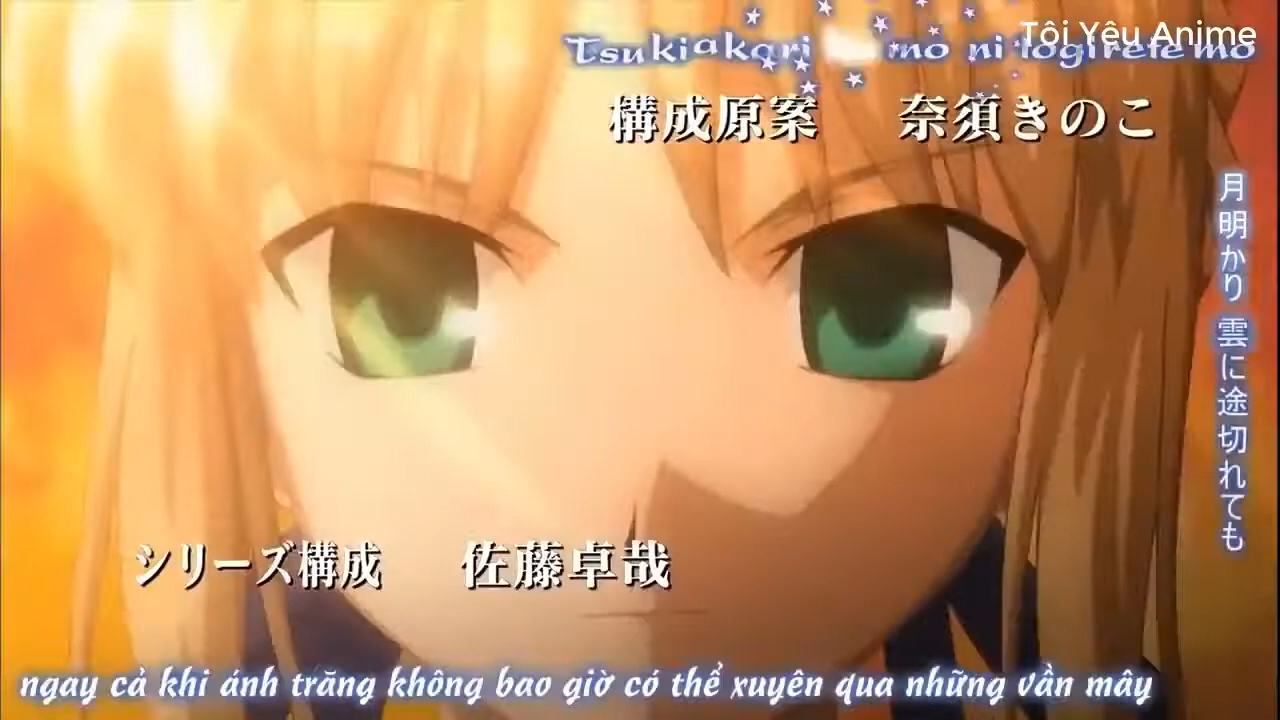 Tôi Yêu Anime
Tsukiakari mo ni togirete mo
構成原案 奈須きのこ
月明かり 雲に途切れても
シリーズ構成 佐藤卓哉
ngay cả khi ánh trăng không bao giờ có thể xuyên qua những vần mây